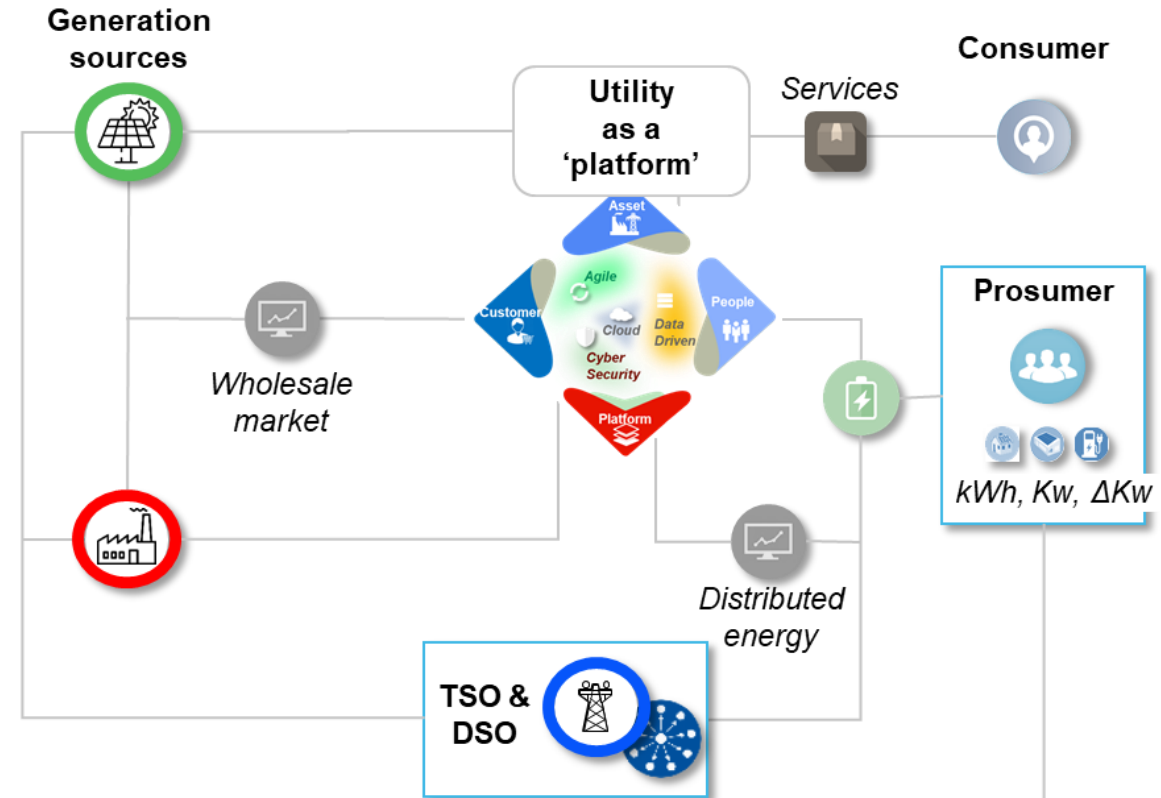 Generation
sources
Consumer
Utility
as a
‘platform’
Services
Asset
Agile
Customer
People
Cloud
Data
Driven
Cyber
Security
Platform
Wholesale
market
Prosumer
kWh, Kw, ΔKw
Distributed
energy
TSO &
DSO